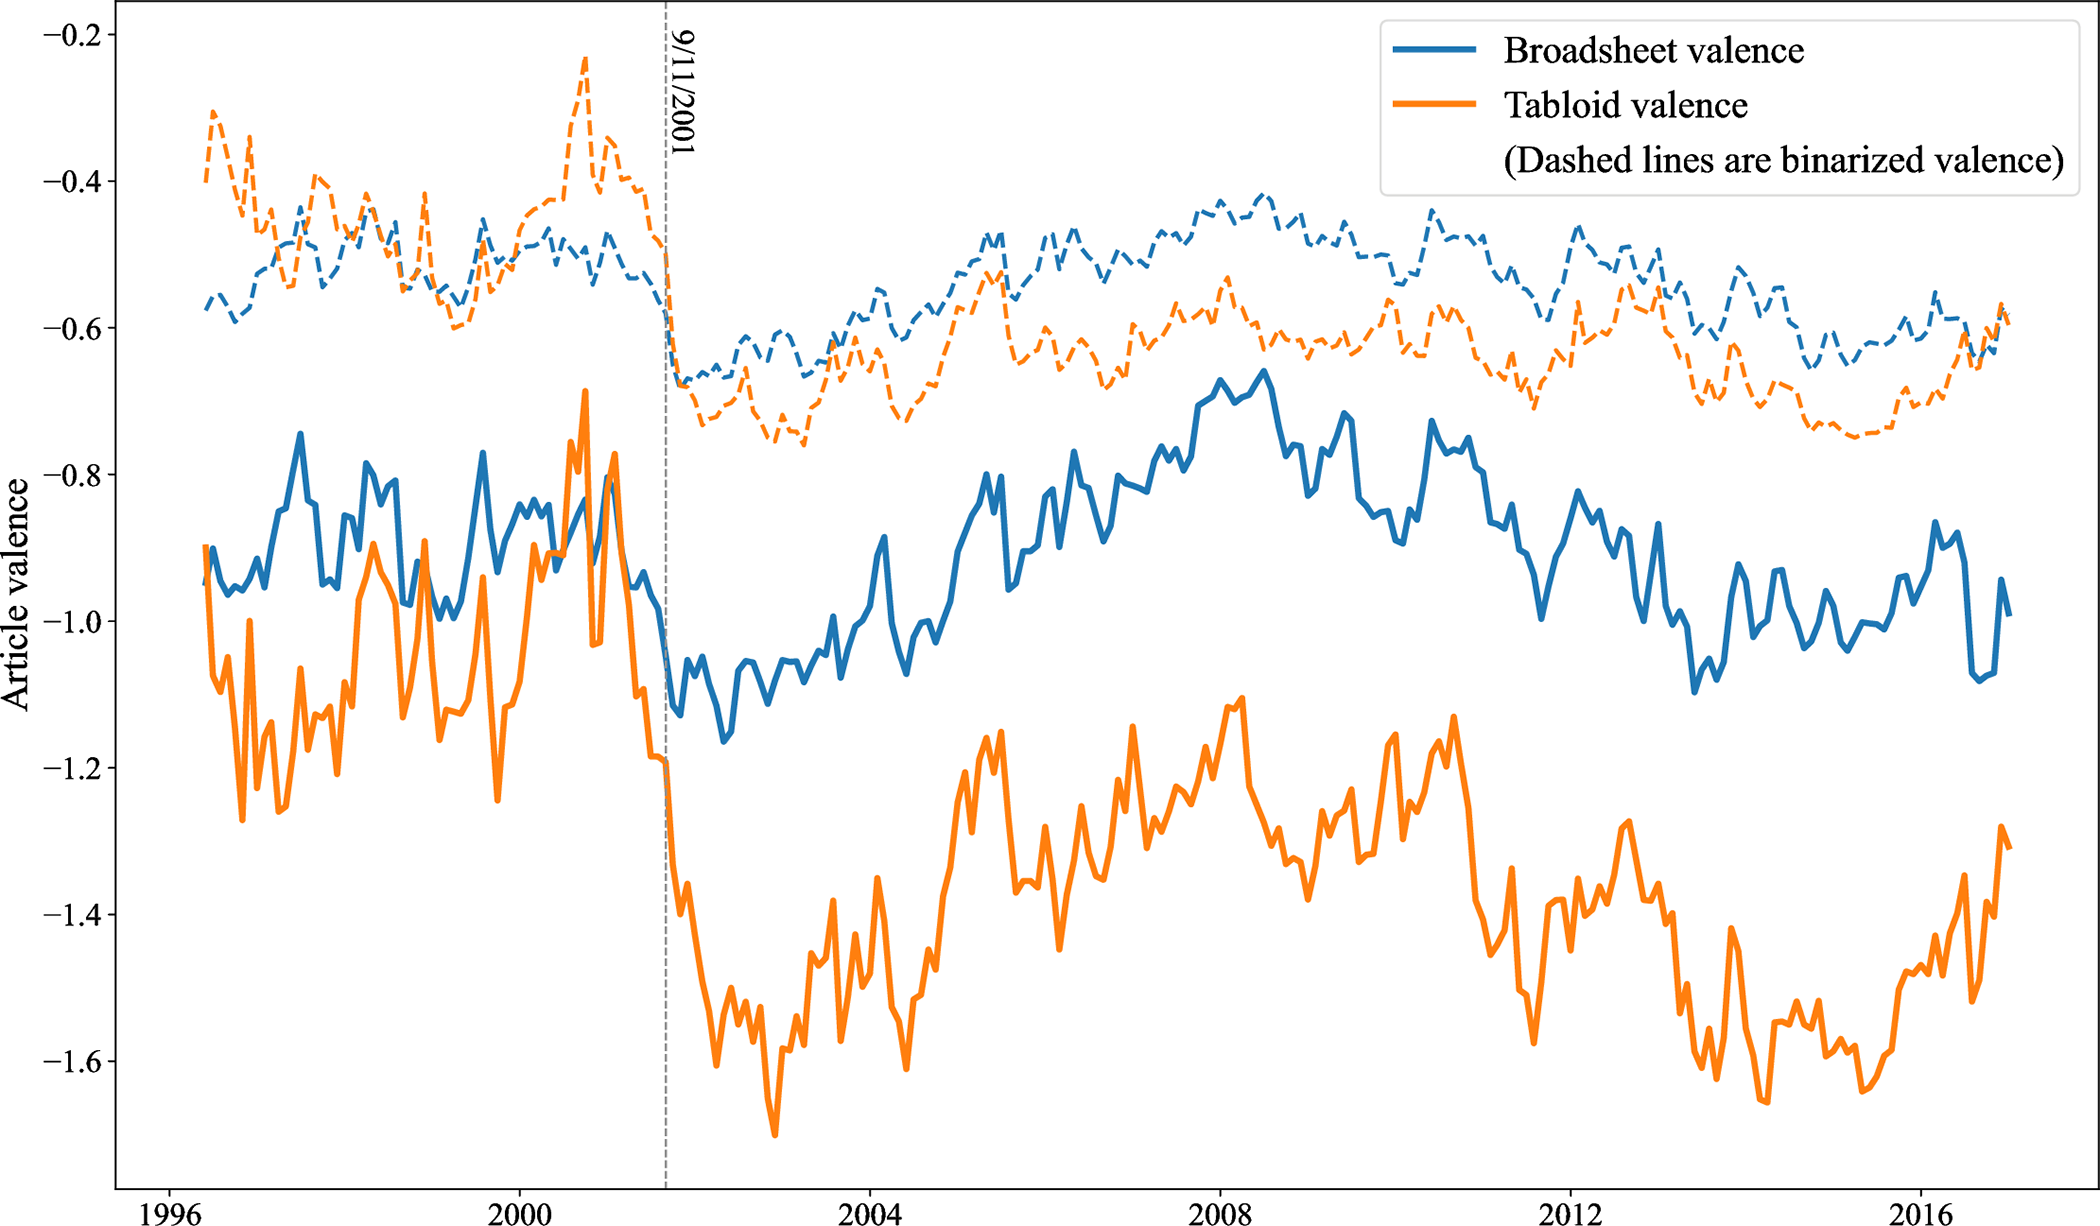 Broadsheet valence
Tabloid valence
(Dashed lines are binarized valence)
9/11/2001
Article valence
−0.2
−0.4
−0.6
−0.8
−1.0
−1.2
−1.4
−1.6
1996 2000 2004 2008 2012 2016